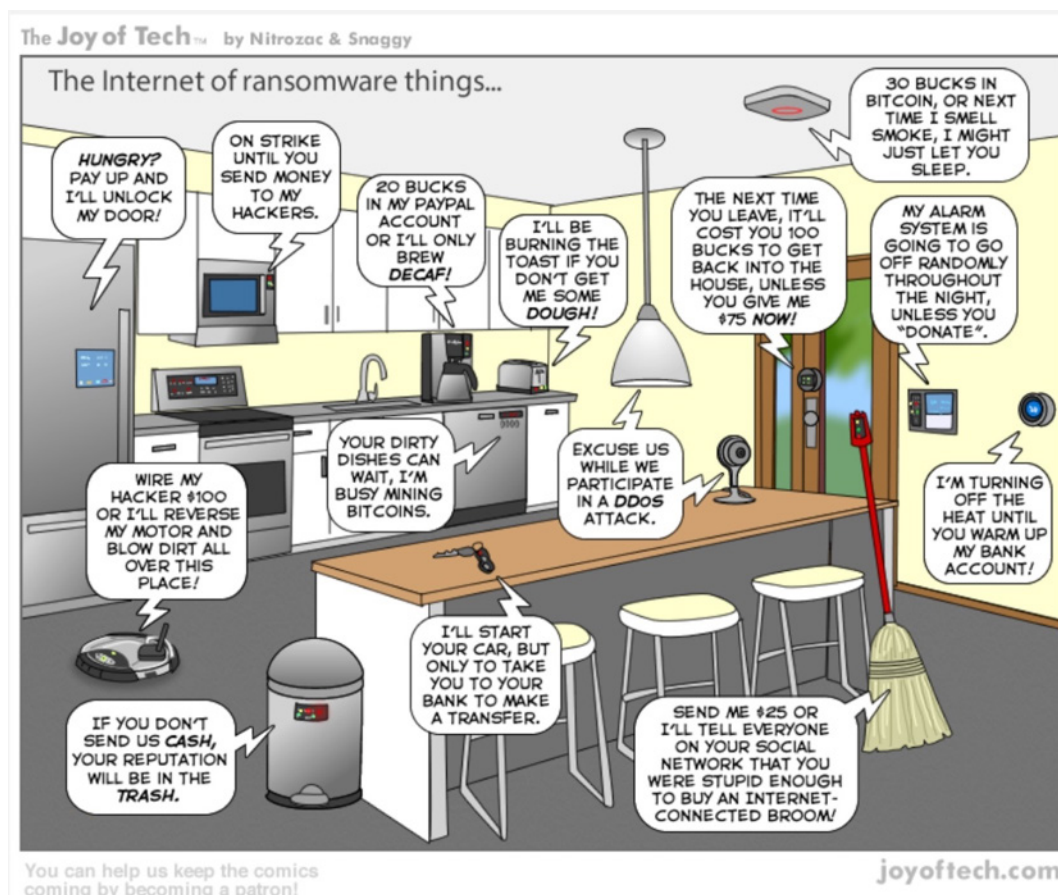 The Joy of Tech™ by Nitrozac & Snaggy
The Internet of ransomware things...
HUNGRY?
PAY UP AND
I'LL UNLOCK
MY DOOR!
ON STRIKE
UNTIL YOU
SEND MONEY
TO MY
HACKERS.
20 BUCKS
IN MY PAYPAL
ACCOUNT
OR I'LL ONLY
BREW
DECAF!
I'LL BE
BURNING THE
TOAST IF YOU
DON'T GET
ME SOME
DOUGH!
THE NEXT TIME
YOU LEAVE, IT'LL
COST YOU 100
BUCKS TO GET
BACK INTO THE
HOUSE, UNLESS
YOU GIVE ME
$75 NOW!
30 BUCKS IN
BITCOIN, OR NEXT
TIME I SMELL
SMOKE, I MIGHT
JUST LET YOU
SLEEP.
MY ALARM
SYSTEM IS
GOING TO GO
OFF RANDOMLY
THROUGHOUT
THE NIGHT,
UNLESS YOU
"DONATE".
WIRE MY
HACKER $100
OR I'LL REVERSE
MY MOTOR AND
BLOW DIRT ALL
OVER THIS
PLACE!
YOUR DIRTY
DISHES CAN
WAIT, I'M
BUSY MINING
BITCOINS.
EXCUSE US
WHILE WE
PARTICIPATE
IN A DDOS
ATTACK.
I'M TURNING
OFF THE
HEAT UNTIL
YOU WARM UP
MY BANK
ACCOUNT!
IF YOU DON'T
SEND US CASH,
YOUR REPUTATION
WILL BE IN THE
TRASH.
I'LL START
YOUR CAR, BUT
ONLY TO TAKE
YOU TO YOUR
BANK TO MAKE
A TRANSFER.
SEND ME $25 OR
I'LL TELL EVERYONE
ON YOUR SOCIAL
NETWORK THAT YOU
WERE STUPID ENOUGH
TO BUY AN INTERNET-
CONNECTED BROOM!
You can help us keep the comics
coming by becoming a patron!
joyoftech.com